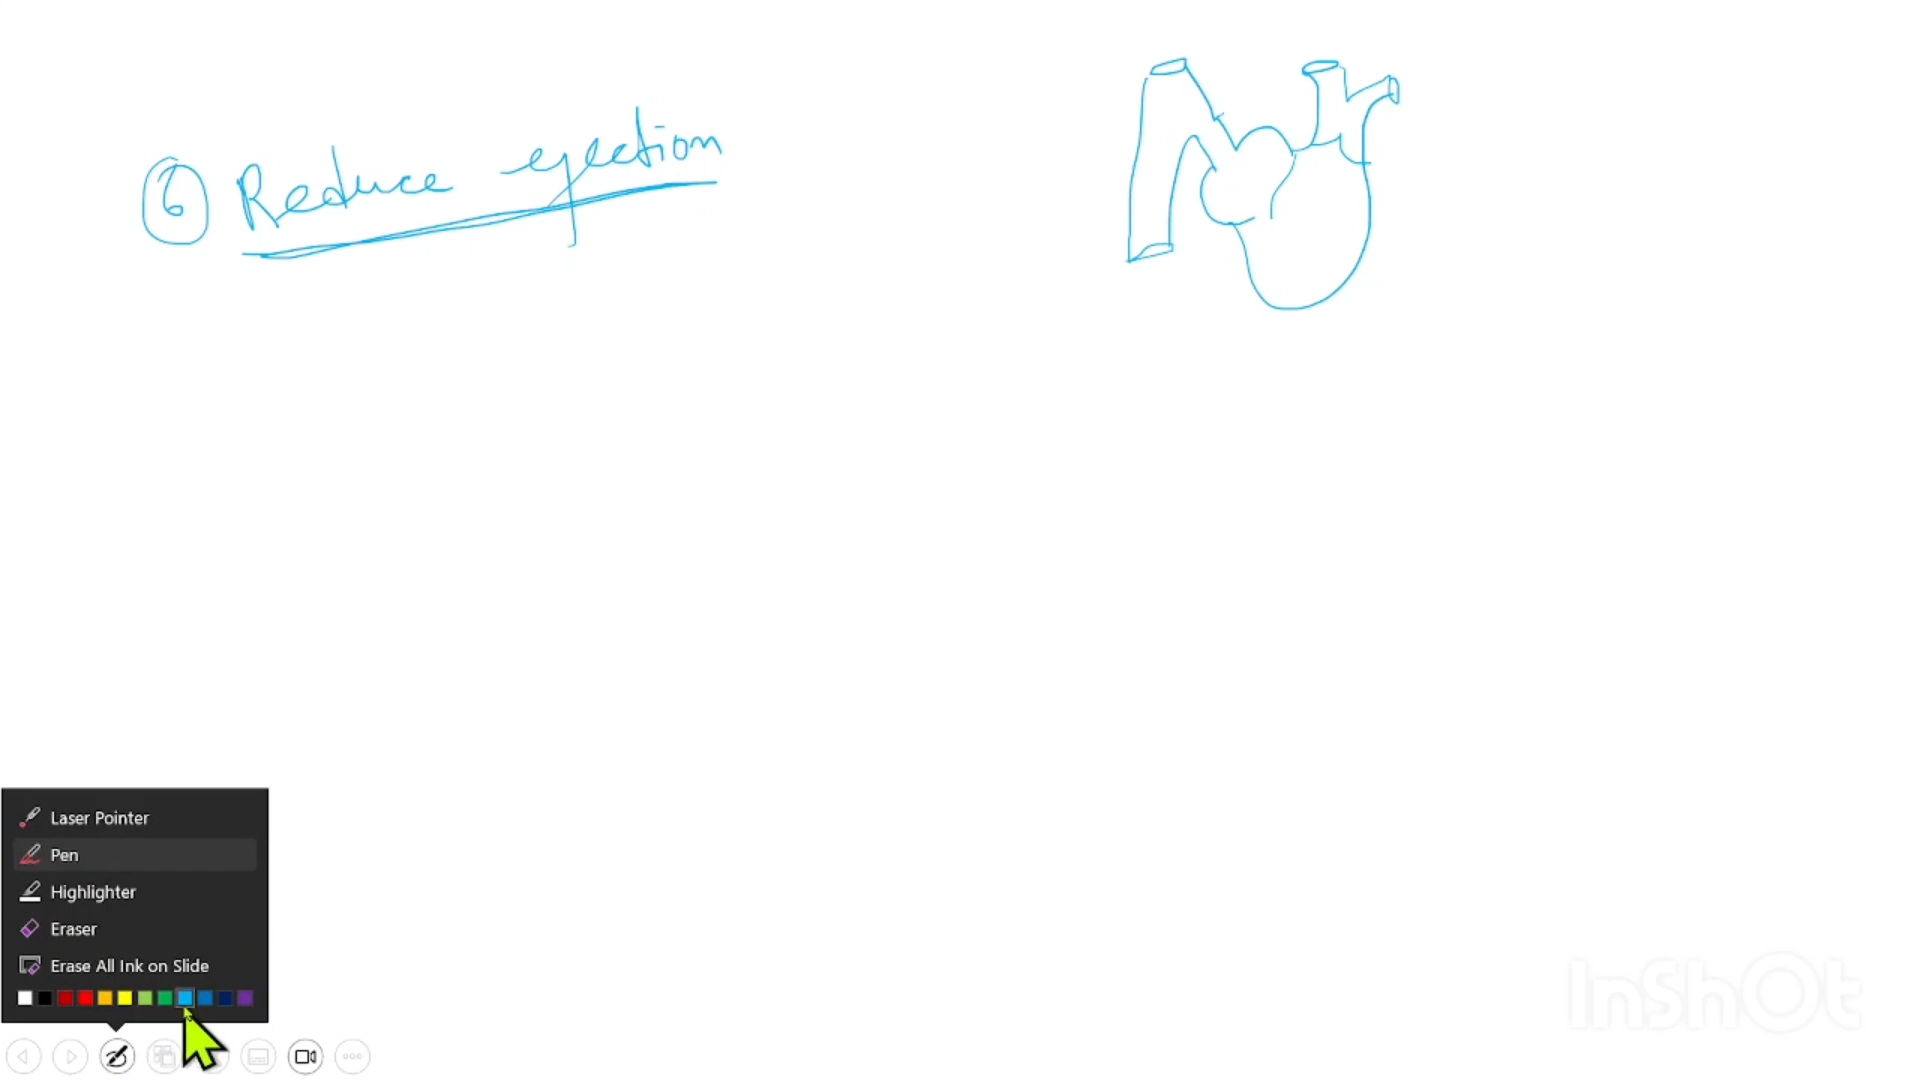 6 Reduce ejection
Laser Pointer
Pen
Highlighter
Eraser
Erase All Ink on Slide
InShOt